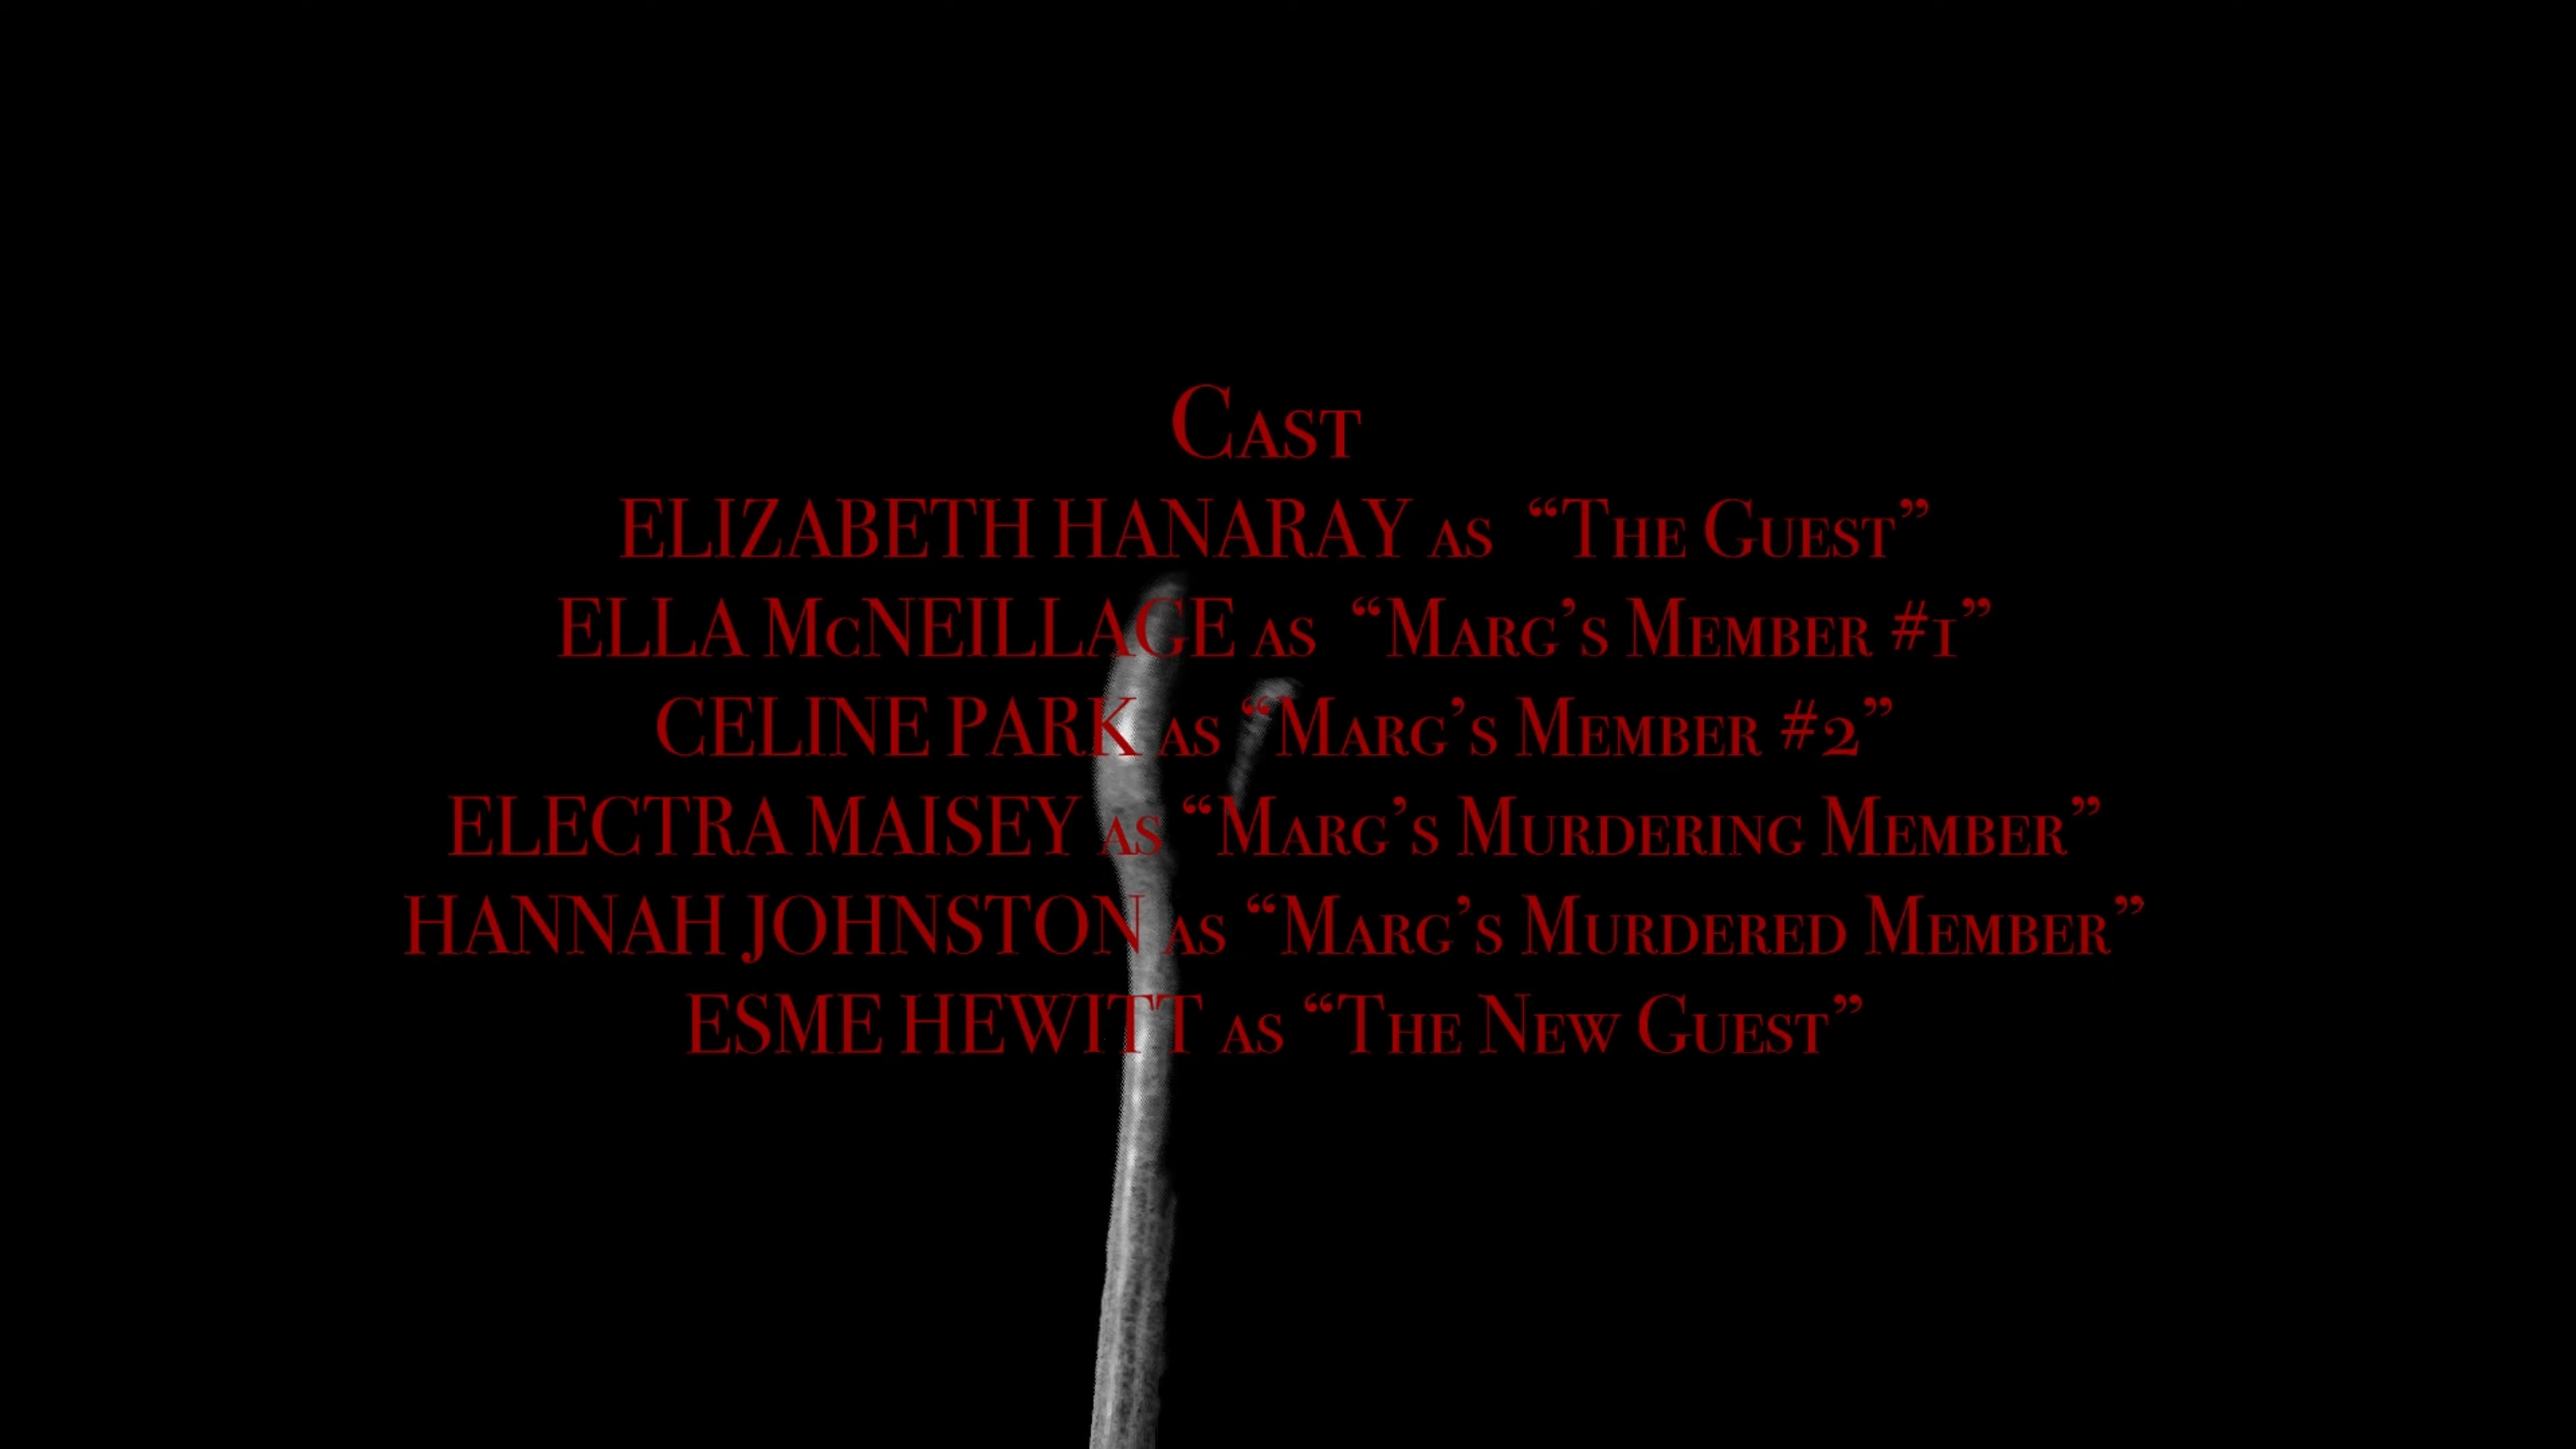 Cast
ELIZABETH HANARAY as “The Guest”
ELLA McNEILLAGE as “Marg’s Member #1”
CELINE PARK as “Marg’s Member #2”
ELECTRA MAISEY as “Marg’s Murdering Member”
HANNAH JOHNSTON as “Marg’s Murdered Member”
ESME HEWITT as “The New Guest”